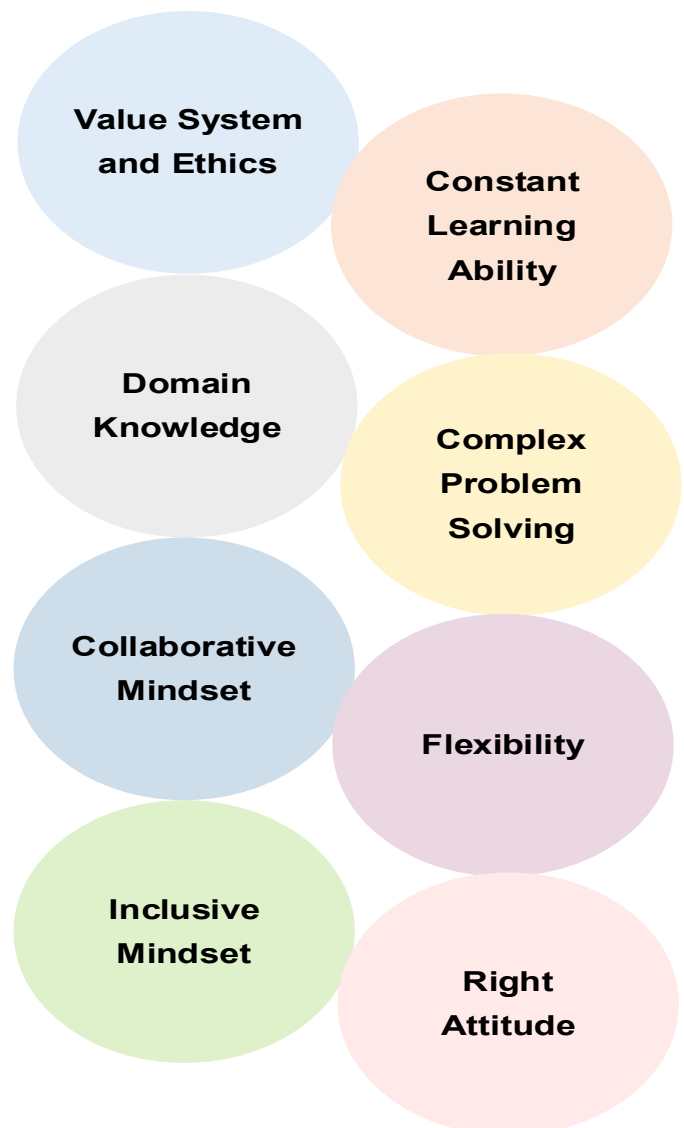 Value System
and Ethics
Constant
Learning
Ability
Domain
Knowledge
Complex
Problem
Solving
Collaborative
Mindset
Flexibility
Inclusive
Mindset
Right
Attitude